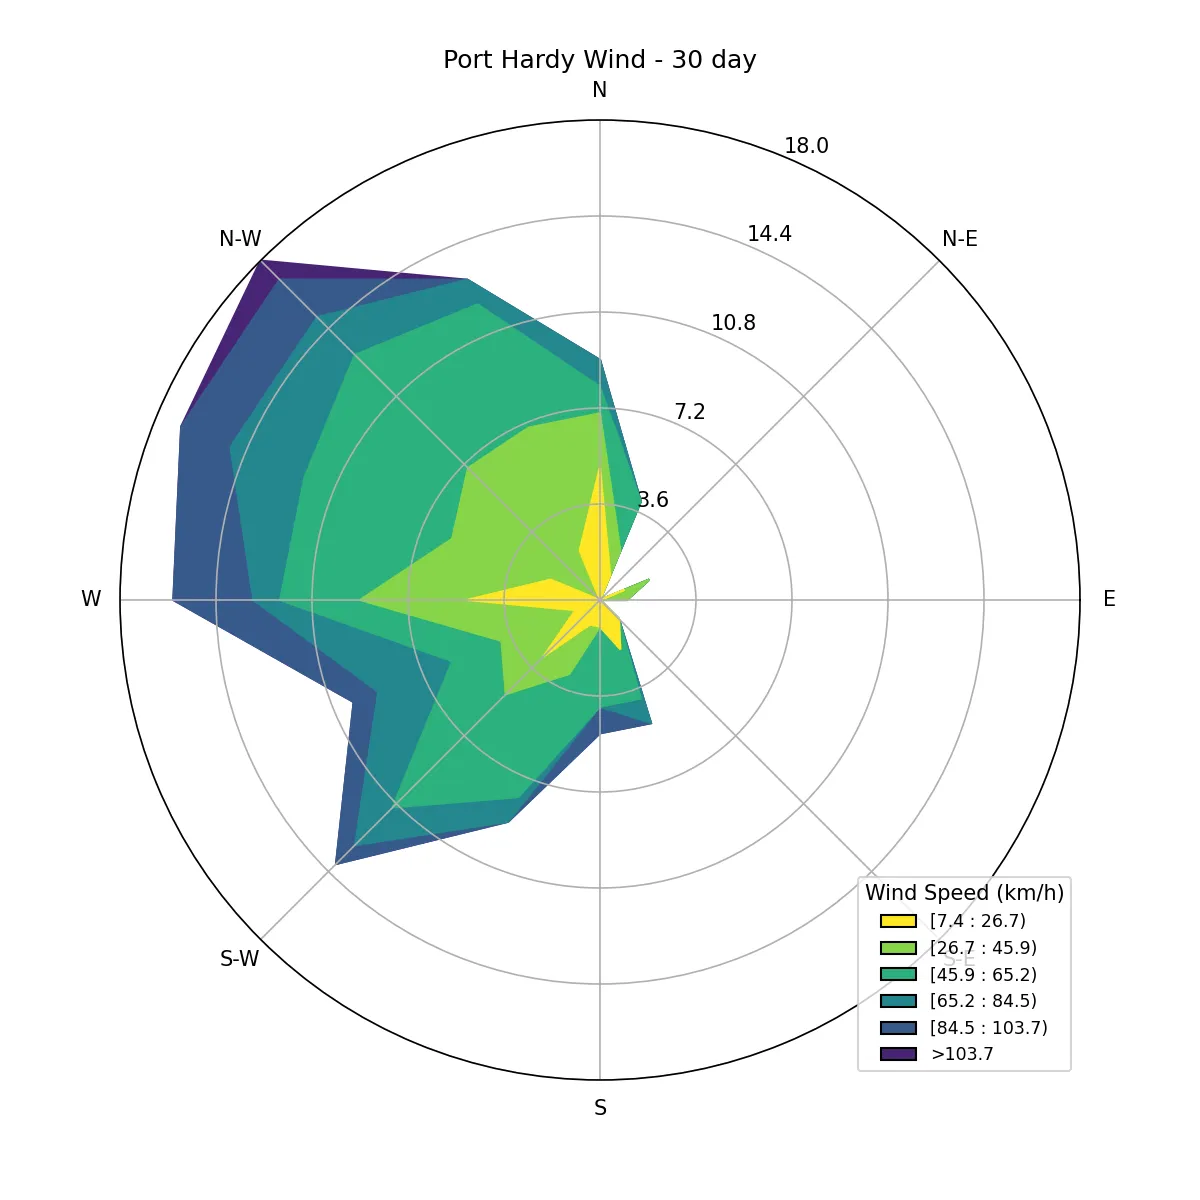 Port Hardy Wind - 30 day
N
18.0
N-W
N-E
14.4
10.8
7.2
3.6
W
E
S-W
S-E
S
Wind Speed (km/h)
[7.4 : 26.7)
[26.7 : 45.9)
[45.9 : 65.2)
[65.2 : 84.5)
[84.5 : 103.7)
>103.7